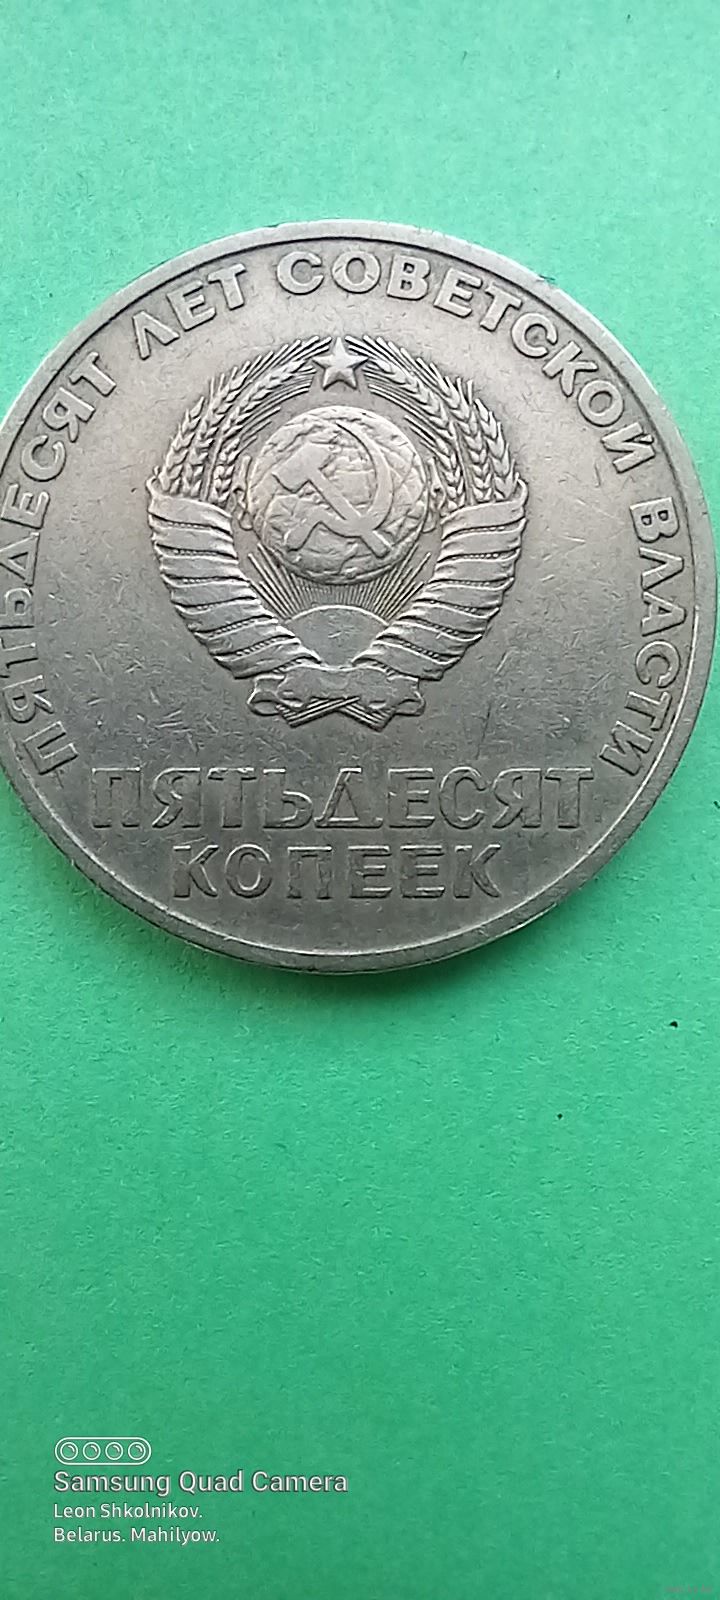 ПЯТЬДЕСЯТ ЛЕТ СОВЕТСКОЙ ВЛАСТИ
ПЯТЬДЕСЯТ
КОПЕЕК
Samsung Quad Camera
Leon Shkolnikov.
Belarus. Mahilyow.